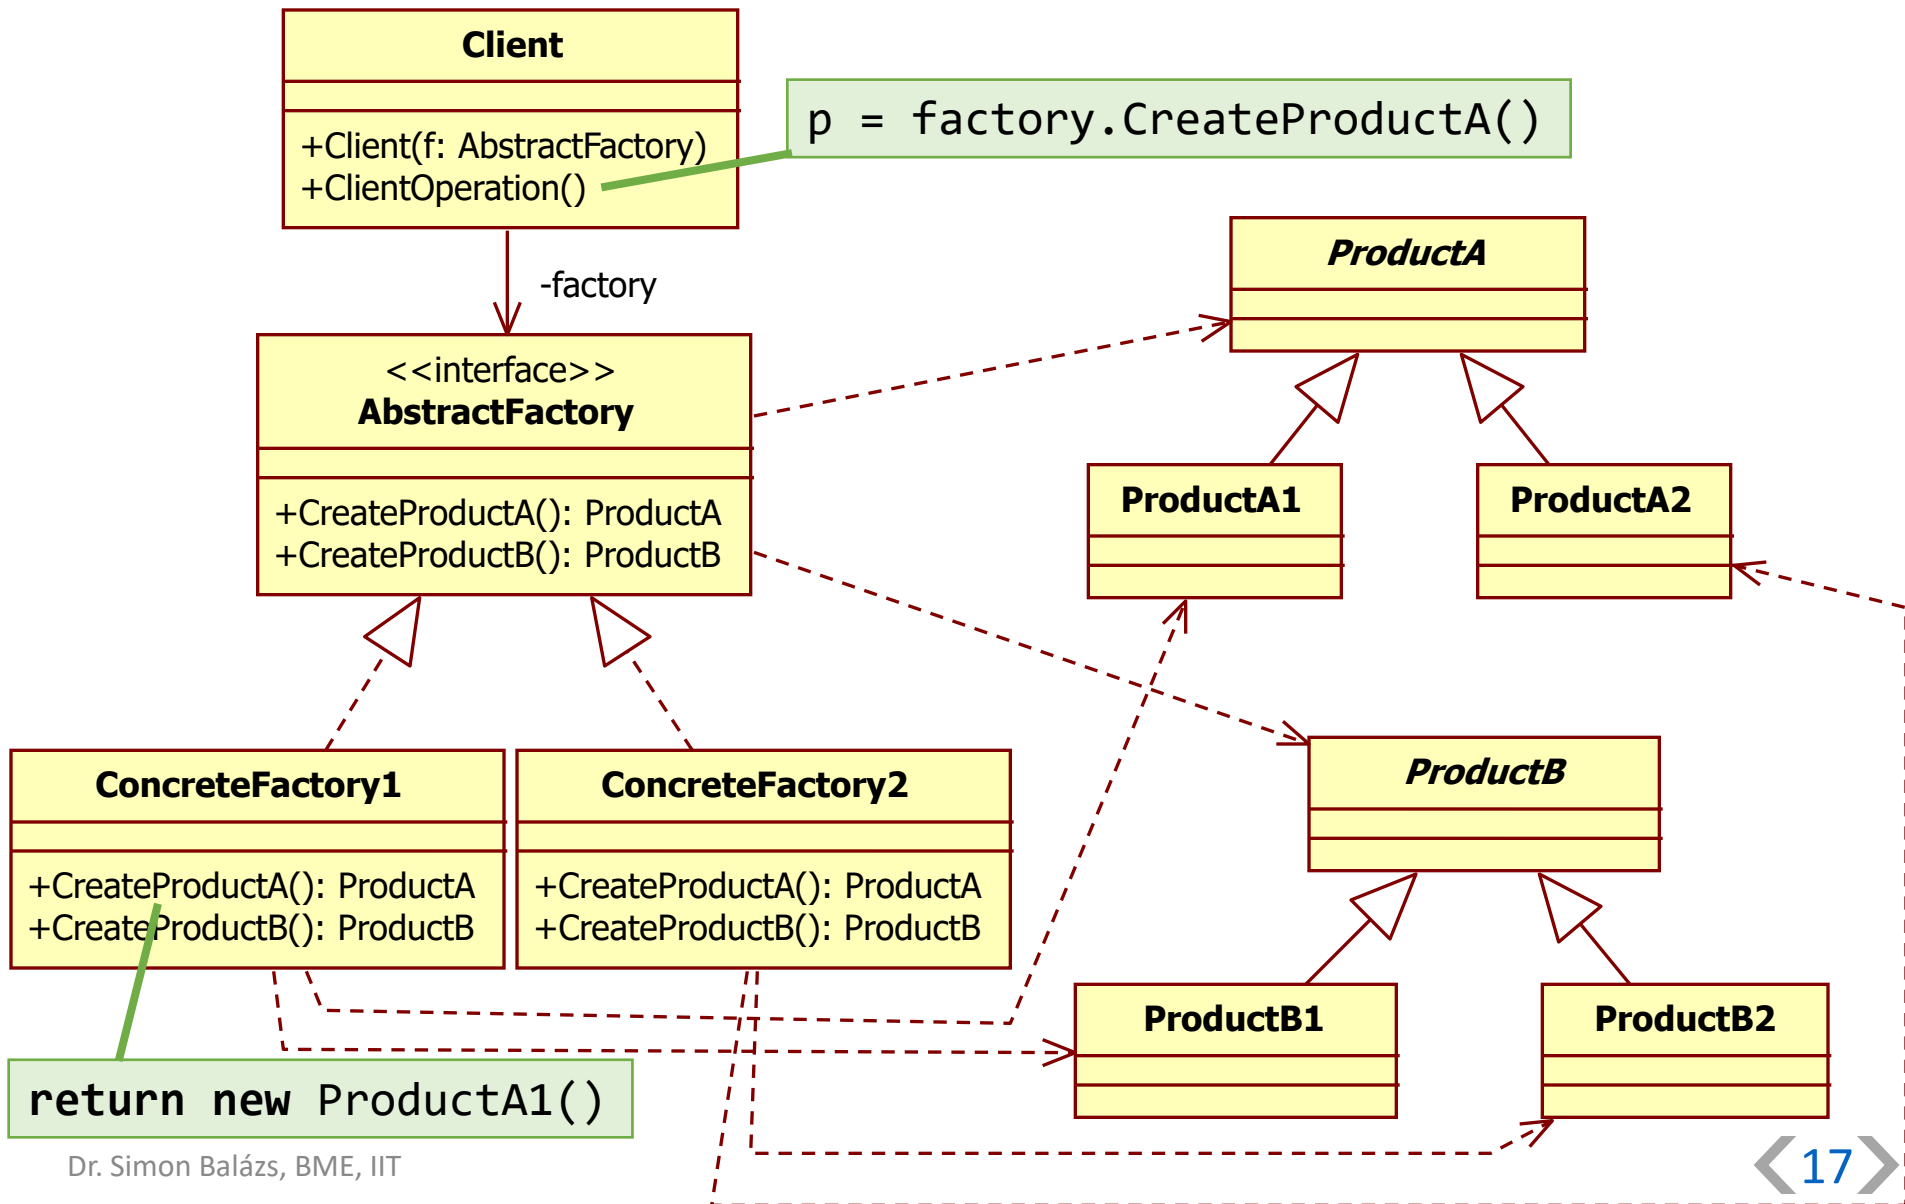 Client
+Client(f: AbstractFactory)
+ClientOperation()
p = factory.CreateProductA()
-factory
<<interface>>
AbstractFactory
+CreateProductA(): ProductA
+CreateProductB(): ProductB
ProductA
ProductA1
ProductA2
ConcreteFactory1
+CreateProductA(): ProductA
+CreateProductB(): ProductB
ConcreteFactory2
+CreateProductA(): ProductA
+CreateProductB(): ProductB
ProductB
ProductB1
ProductB2
return new ProductA1()
Dr. Simon Balázs, BME, IIT
17